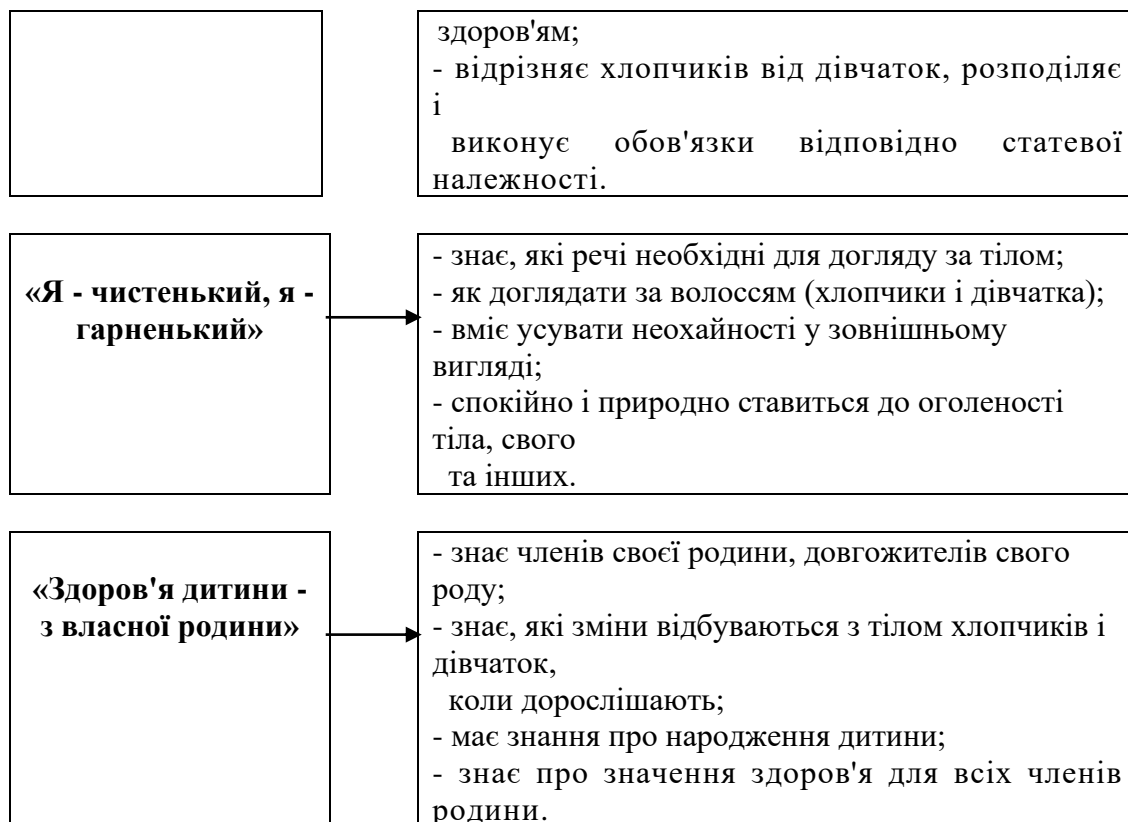 здоров'ям;
- відрізняє хлопчиків від дівчаток, розподіляє
і
виконує обов'язки відповідно статевої
належності.
«Я - чистенький, я -
гарненький»
- знає, які речі необхідні для догляду за тілом;
- як доглядати за волоссям (хлопчики і дівчатка);
- вміє усувати неохайності у зовнішньому
вигляді;
- спокійно і природно ставиться до оголеності
тіла, свого
та інших.
«Здоров'я дитини -
з власної родини»
- знає членів своєї родини, довгожителів свого
роду;
- знає, які зміни відбуваються з тілом хлопчиків і
дівчаток,
коли дорослішають;
- має знання про народження дитини;
- знає про значення здоров'я для всіх членів
родини.